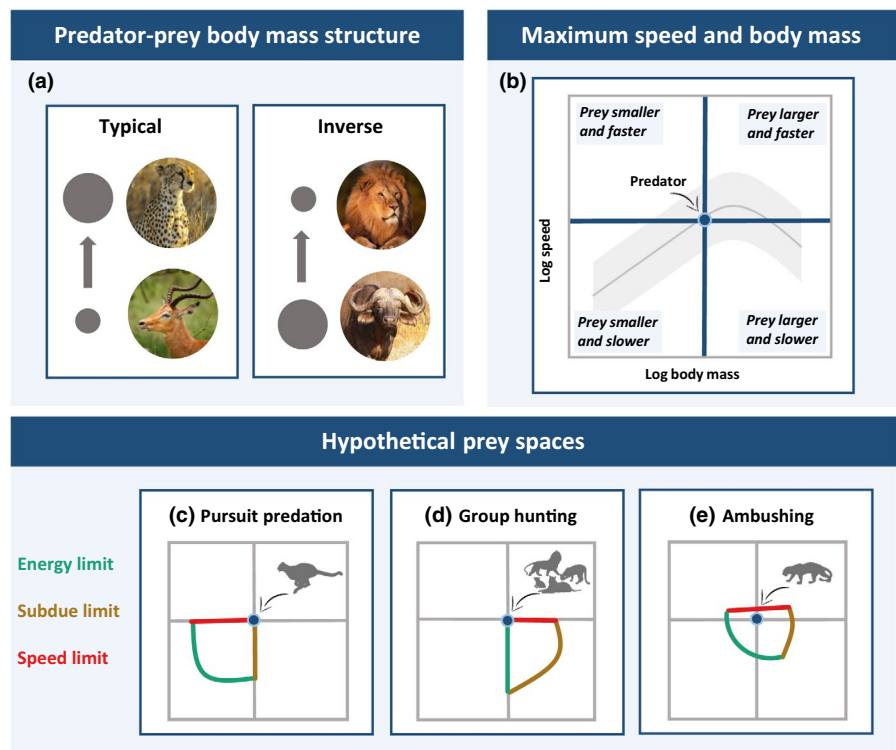 Predator-prey body mass structure
(a)
Typical
Inverse
Maximum speed and body mass
(b)
Prey smaller
and faster
Prey larger
and faster
Predator
Log speed
Prey smaller
and slower
Prey larger
and slower
Log body mass
Hypothetical prey spaces
Energy limit
Subdue limit
Speed limit
(c) Pursuit predation
(d) Group hunting
(e) Ambushing